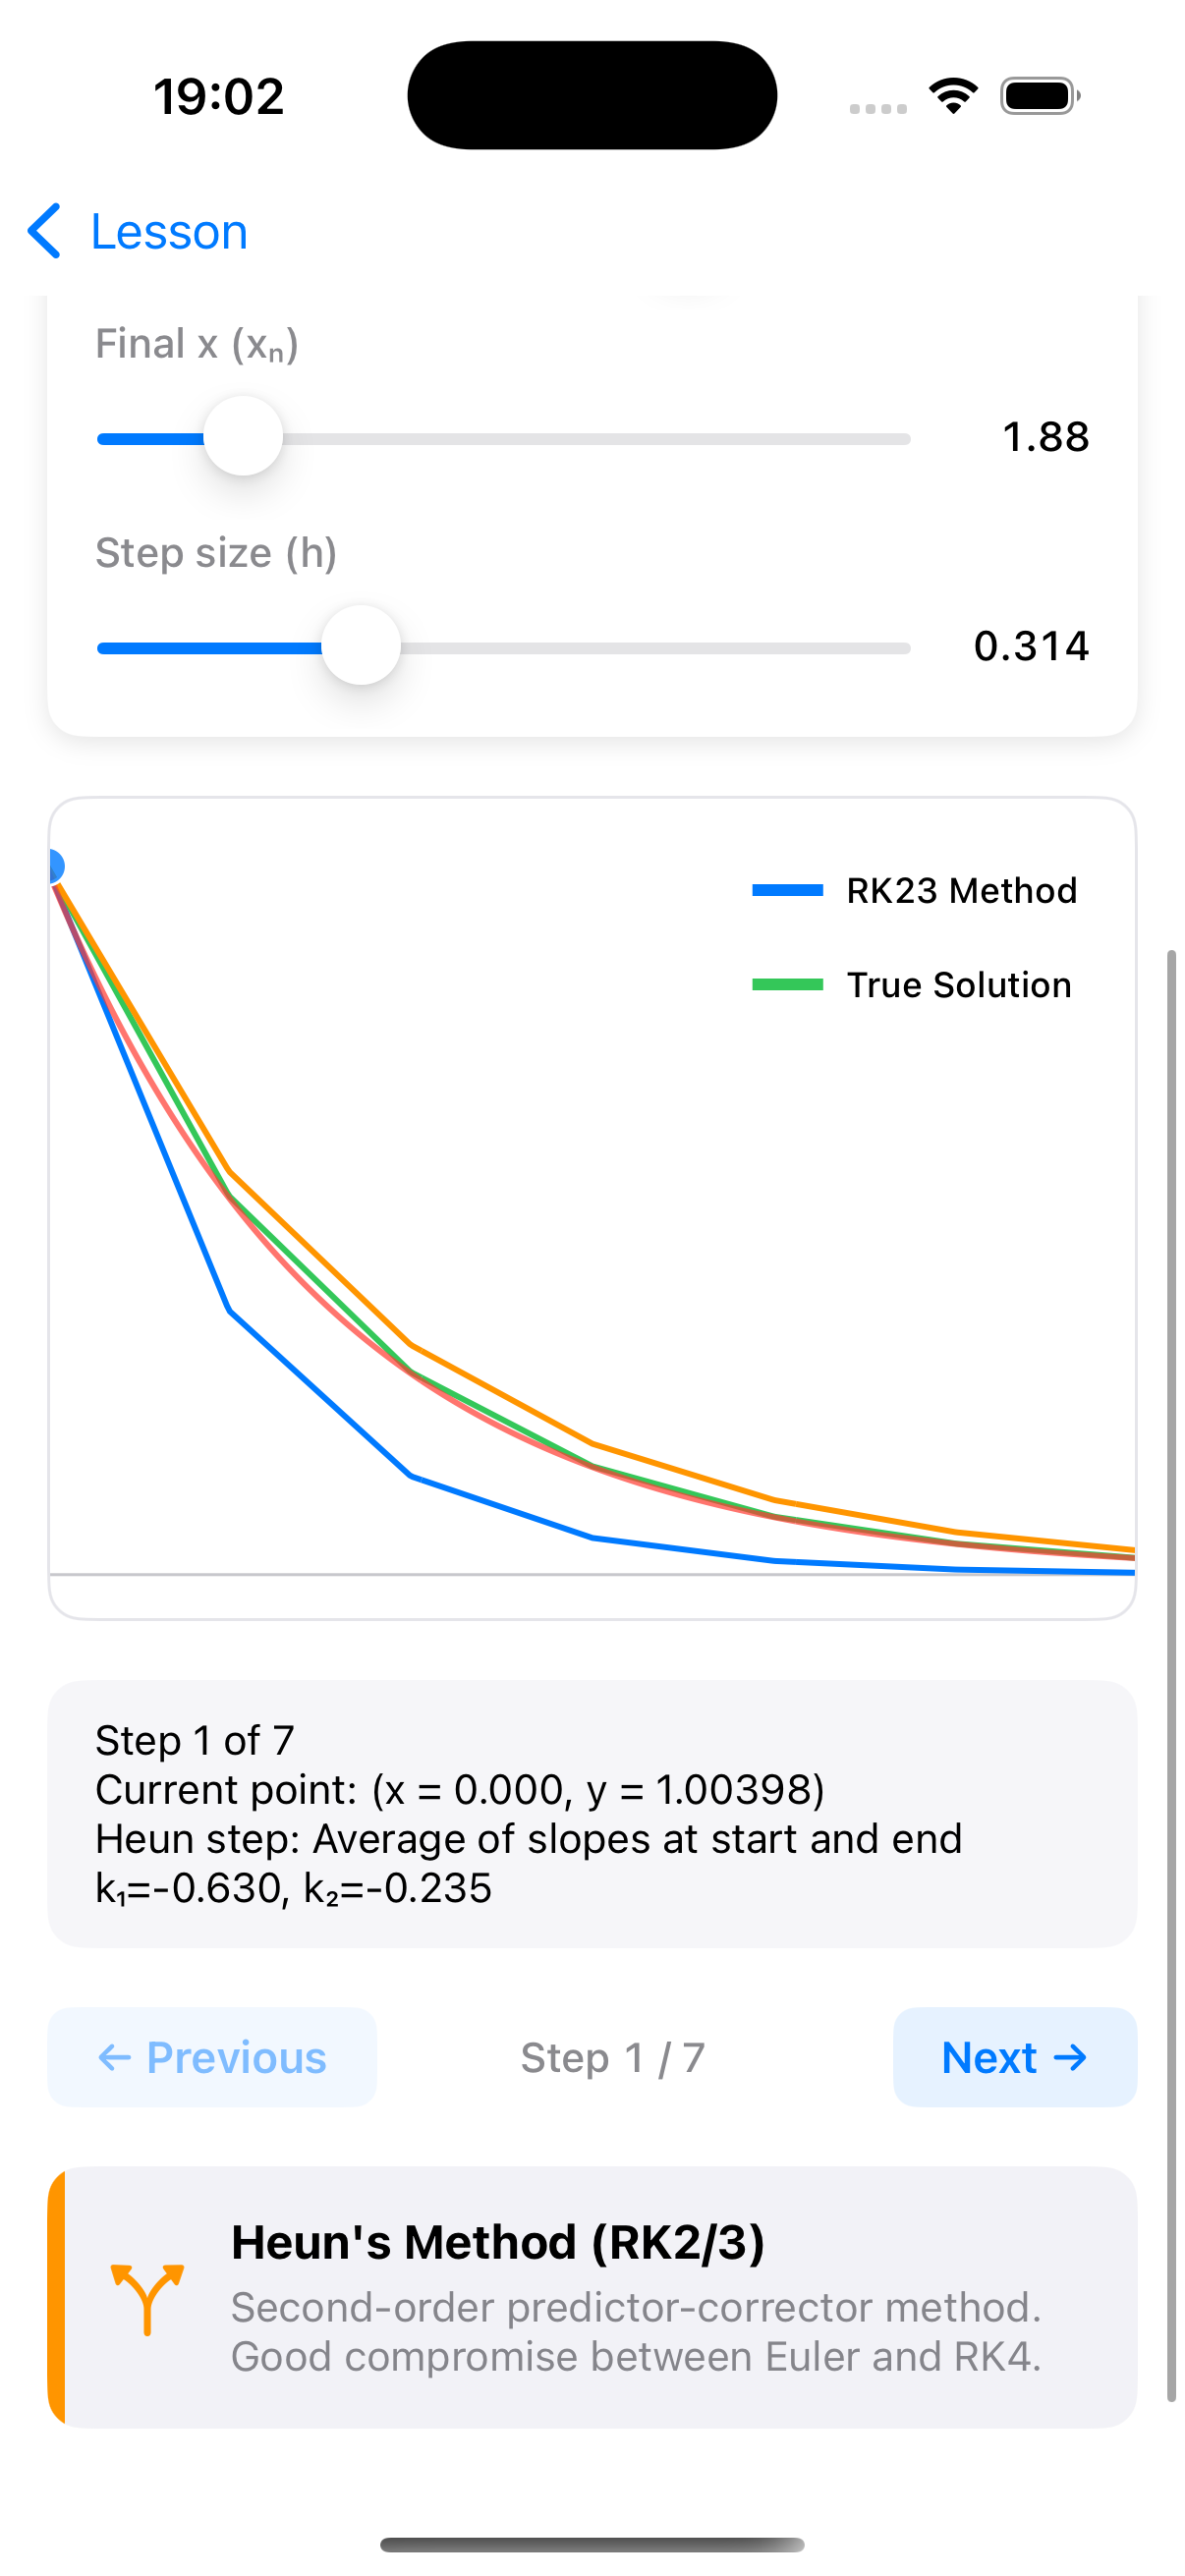 19:02
Lesson
Final x (xₙ)
1.88
Step size (h)
0.314
RK23 Method
True Solution
Step 1 of 7
Current point: (x = 0.000, y = 1.00398)
Heun step: Average of slopes at start and end
k₁=-0.630, k₂=-0.235
← Previous
Step 1 / 7
Next →
Heun's Method (RK2/3)
Second-order predictor-corrector method.
Good compromise between Euler and RK4.